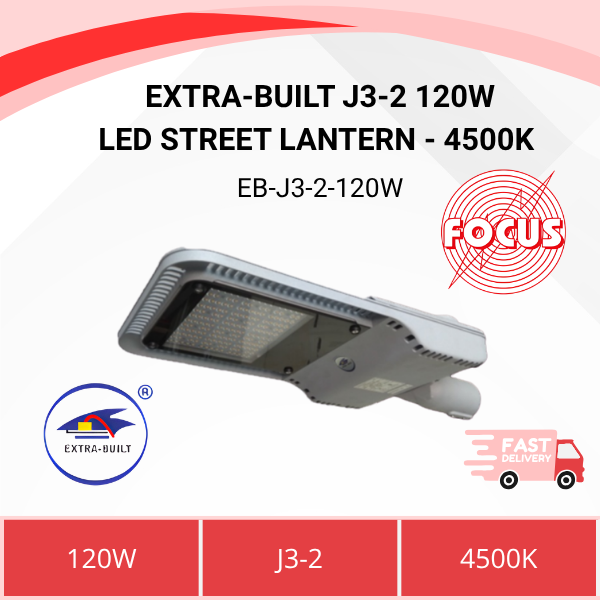 EXTRA-BUILT J3-2 120W
LED STREET LANTERN - 4500K
EB-J3-2-120W
FOCUS
®
EXTRA-BUILT
FAST
DELIVERY
120W
J3-2
4500K